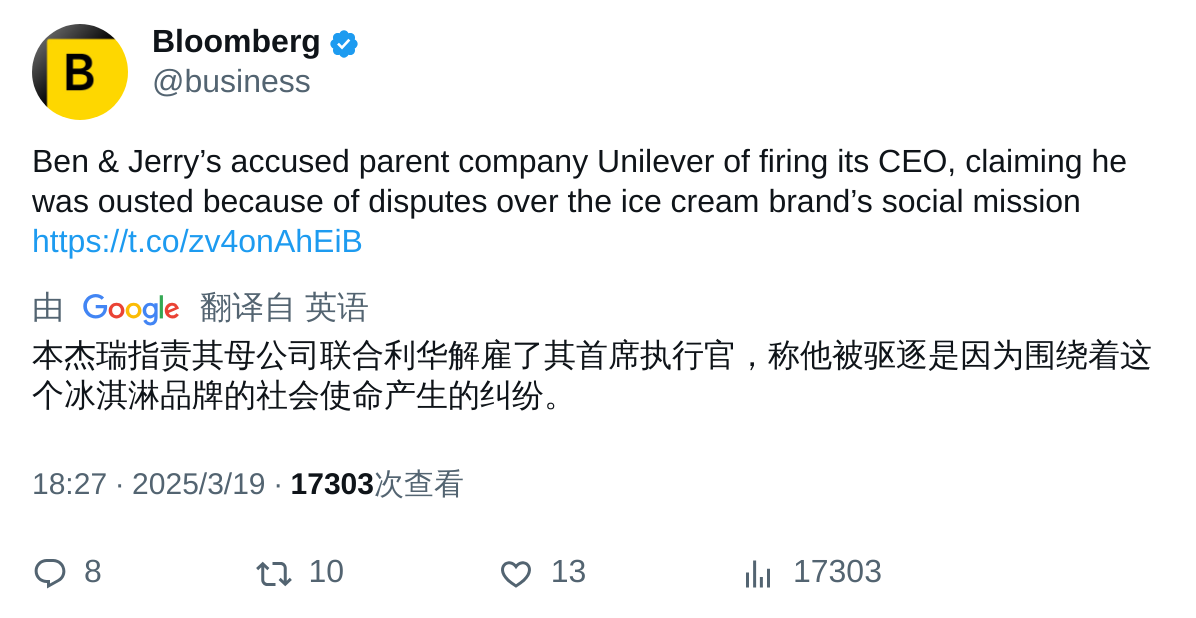 B
Bloomberg
@business
Ben & Jerry’s accused parent company Unilever of firing its CEO, claiming he
was ousted because of disputes over the ice cream brand’s social mission
https://t.co/zv4onAhEiB
由 Google 翻译自 英语
本杰瑞指责其母公司联合利华解雇了其首席执行官，称他被驱逐是因为围绕着这
个冰淇淋品牌的社会使命产生的纠纷。
18:27 · 2025/3/19 · 17303次查看
8 10 13 17303